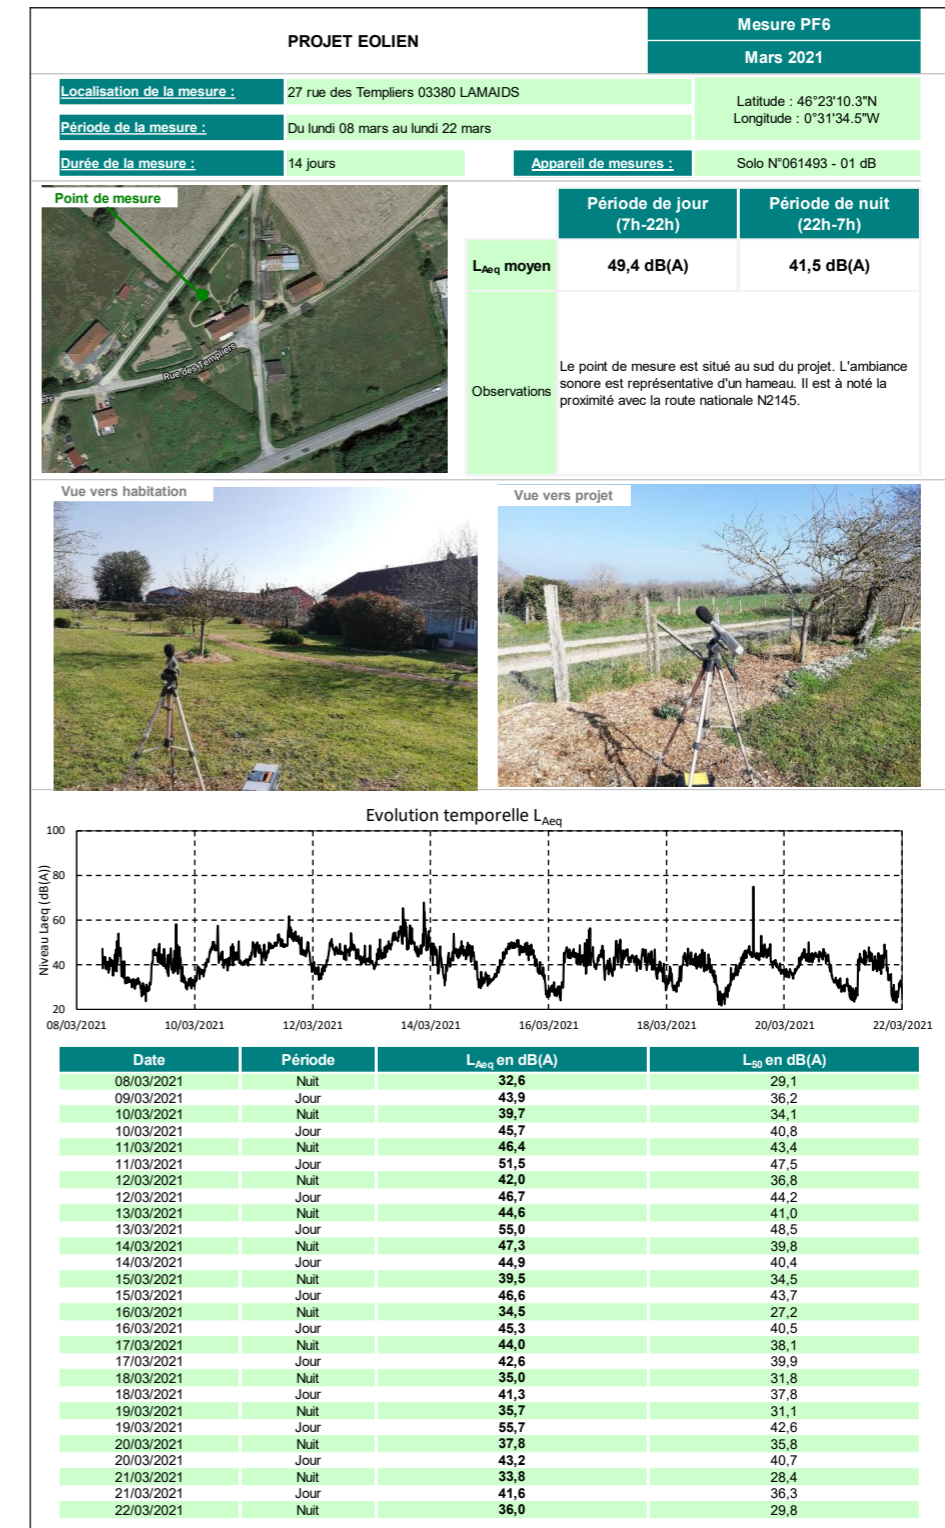 PROJET EOLIEN
Mesure PF6
Mars 2021
Localisation de la mesure :
27 rue des Templiers 03380 LAMAIDS
Latitude : 46°23'10.3"N
Longitude : 0°31'34.5"W
Période de la mesure :
Du lundi 08 mars au lundi 22 mars
Durée de la mesure :
14 jours
Appareil de mesures :
Solo N°061493 - 01 dB
Point de mesure
Rue des Templiers
Période de jour
(7h-22h)
Période de nuit
(22h-7h)
LAeq moyen
49,4 dB(A)
41,5 dB(A)
Observations
Le point de mesure est situé au sud du projet. L'ambiance
sonore est représentative d'un hameau. Il est à noté la
proximité avec la route nationale N2145.
Vue vers habitation
Vue vers projet
Evolution temporelle LAeq
Niveau Laeq (dB(A))
100
80
60
40
20
08/03/2021 10/03/2021 12/03/2021 14/03/2021 16/03/2021 18/03/2021 20/03/2021 22/03/2021
Date Période LAeq en dB(A) L50 en dB(A)
08/03/2021 Nuit 32,6 29,1
09/03/2021 Jour 43,9 36,2
10/03/2021 Nuit 39,7 34,1
10/03/2021 Jour 45,7 40,8
11/03/2021 Nuit 46,4 43,4
11/03/2021 Jour 51,5 47,5
12/03/2021 Nuit 42,0 36,8
12/03/2021 Jour 46,7 44,2
13/03/2021 Nuit 44,6 41,0
13/03/2021 Jour 55,0 48,5
14/03/2021 Nuit 47,3 39,8
14/03/2021 Jour 44,9 40,4
15/03/2021 Nuit 39,5 34,5
15/03/2021 Jour 46,6 43,7
16/03/2021 Nuit 34,5 27,2
16/03/2021 Jour 45,3 40,5
17/03/2021 Nuit 44,0 38,1
17/03/2021 Jour 42,6 39,9
18/03/2021 Nuit 35,0 31,8
18/03/2021 Jour 41,3 37,8
19/03/2021 Nuit 35,7 31,1
19/03/2021 Jour 55,7 42,6
20/03/2021 Nuit 37,8 35,8
20/03/2021 Jour 43,2 40,7
21/03/2021 Nuit 33,8 28,4
21/03/2021 Jour 41,6 36,3
22/03/2021 Nuit 36,0 29,8